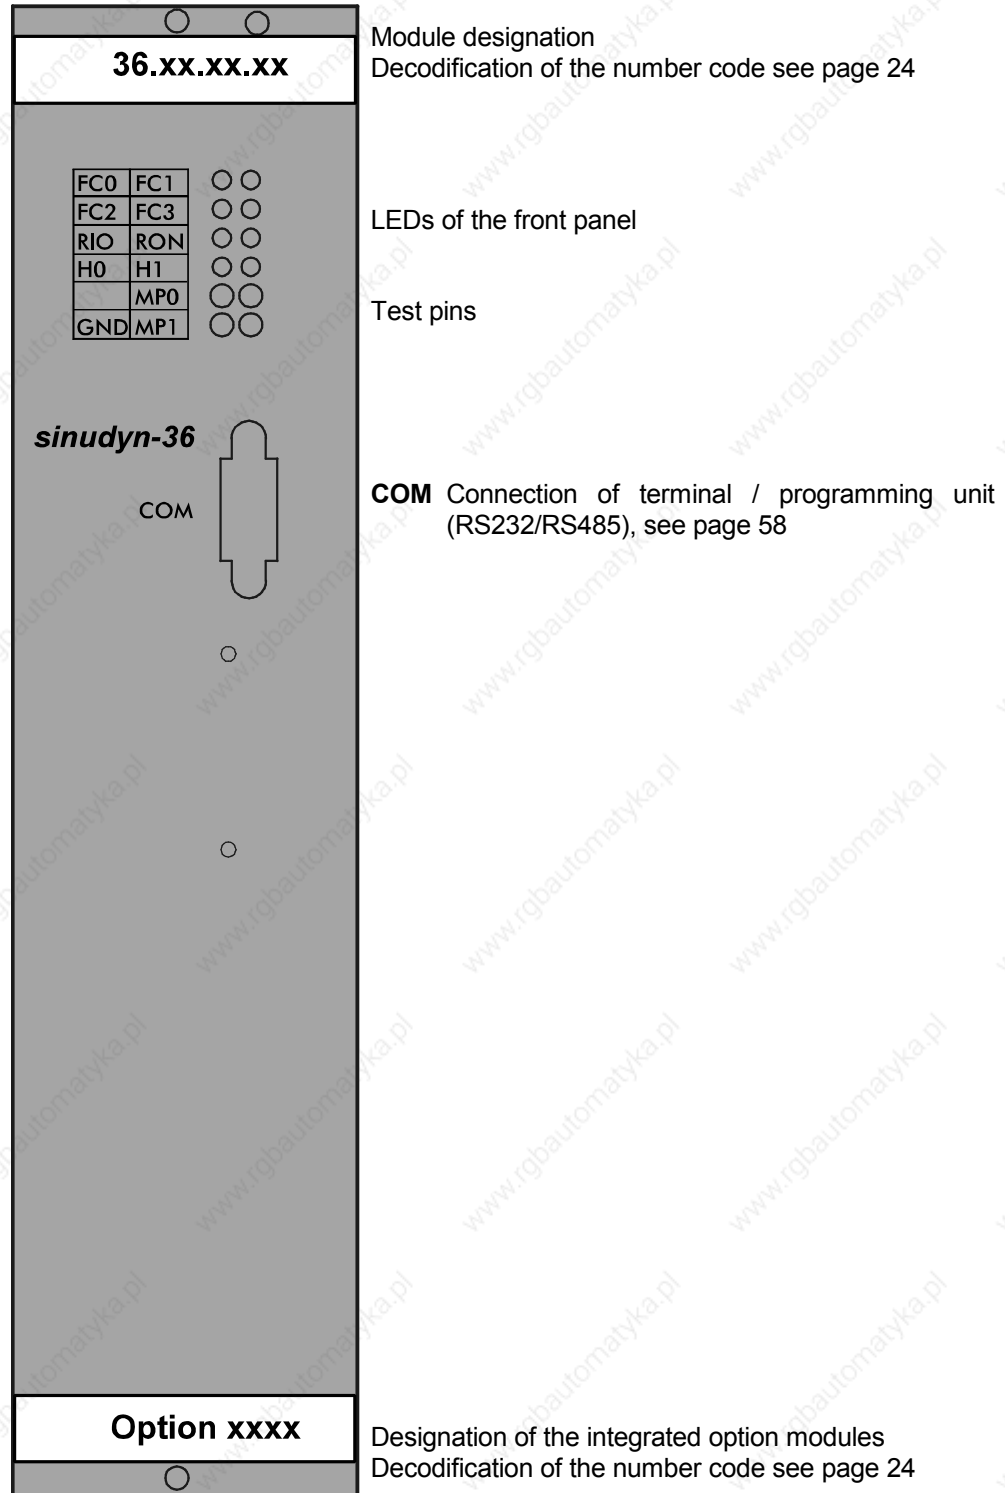 36.xx.xx.xx
Module designation
Decodification of the number code see page 24
FC0 FC1
FC2 FC3
RIO RON
H0 H1
MP0
GND MP1
LEDs of the front panel
Test pins
sinudyn-36
COM
COM Connection of terminal / programming unit
(RS232/RS485), see page 58
Option xxxx
Designation of the integrated option modules
Decodification of the number code see page 24
www.rgbautomatyka.pl